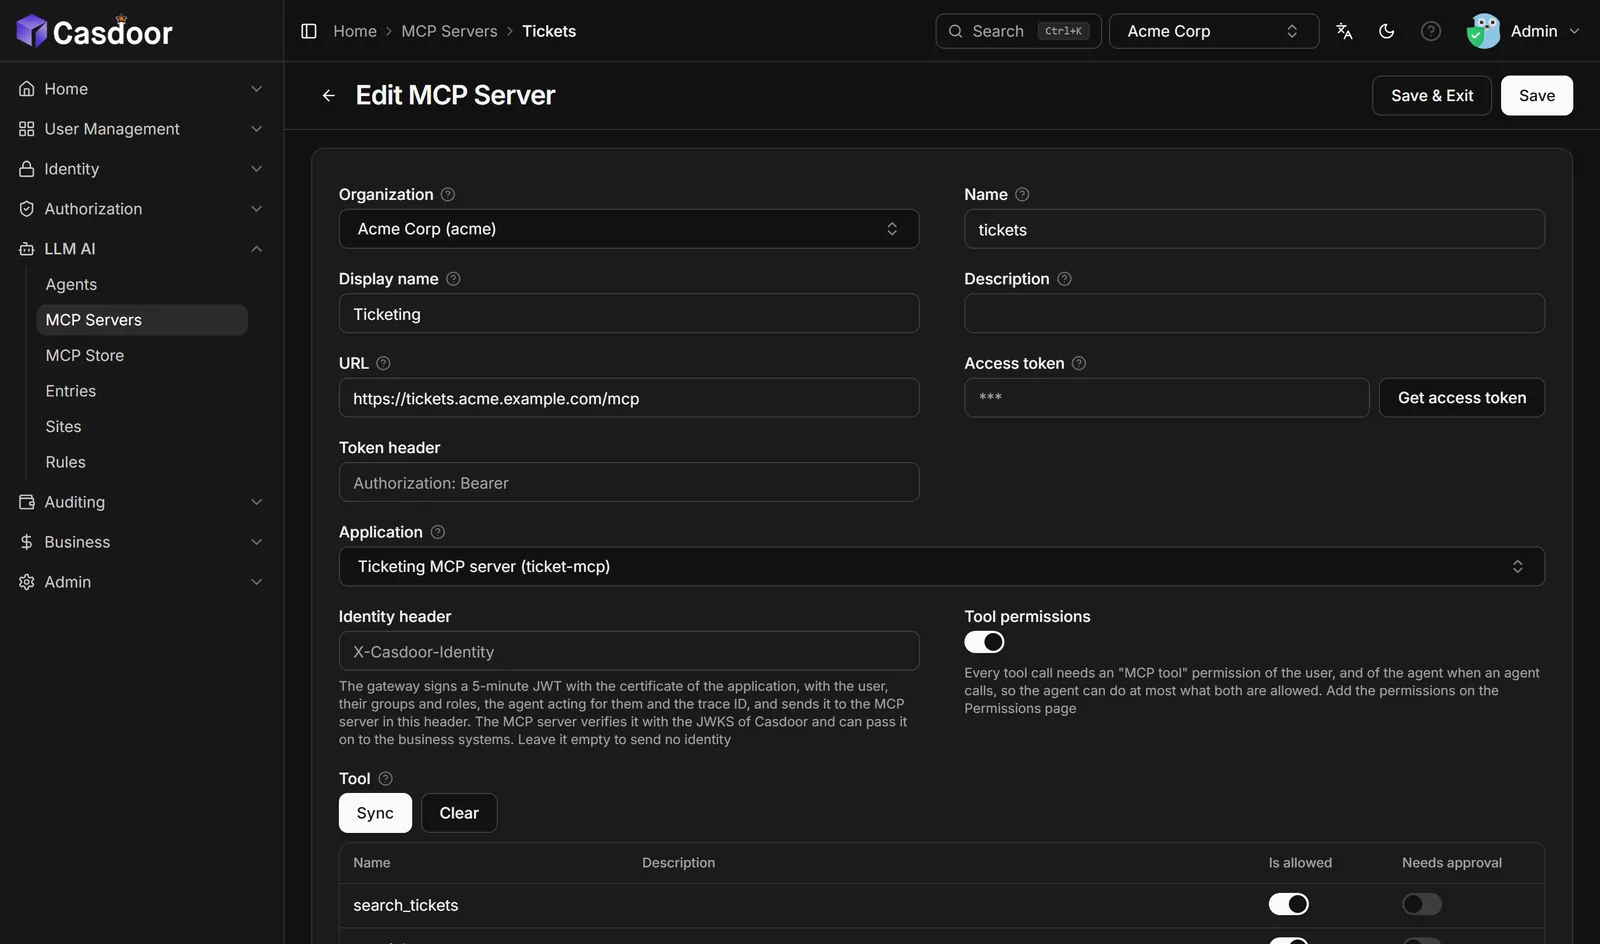 Casdoor
Home
MCP Servers
Tickets
Search
Ctrl+K
Acme Corp
Admin
Home
User Management
Identity
Authorization
LLM AI
Agents
MCP Servers
MCP Store
Entries
Sites
Rules
Auditing
Business
Admin
Edit MCP Server
Save & Exit
Save
Organization
Acme Corp (acme)
Name
tickets
Display name
Ticketing
Description
URL
https://tickets.acme.example.com/mcp
Access token
***
Get access token
Token header
Authorization: Bearer
Application
Ticketing MCP server (ticket-mcp)
Identity header
X-Casdoor-Identity
The gateway signs a 5-minute JWT with the certificate of the application, with the user,
their groups and roles, the agent acting for them and the trace ID, and sends it to the MCP
server in this header. The MCP server verifies it with the JWKS of Casdoor and can pass it
on to the business systems. Leave it empty to send no identity
Tool permissions
Every tool call needs an "MCP tool" permission of the user, and of the agent when an agent
calls, so the agent can do at most what both are allowed. Add the permissions on the
Permissions page
Tool
Sync
Clear
Name
Description
Is allowed
Needs approval
search_tickets